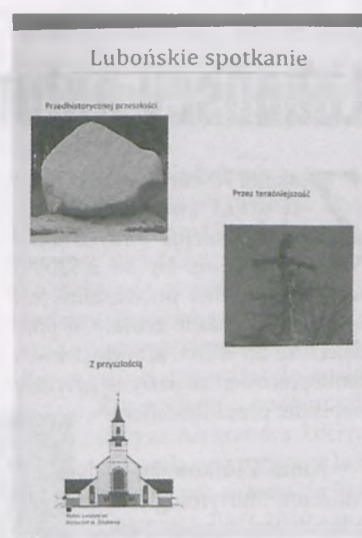 Lubońskie spotkanie
Przedhistorycznej przeszłości
Przez teraźniejszość
Z przyszłością